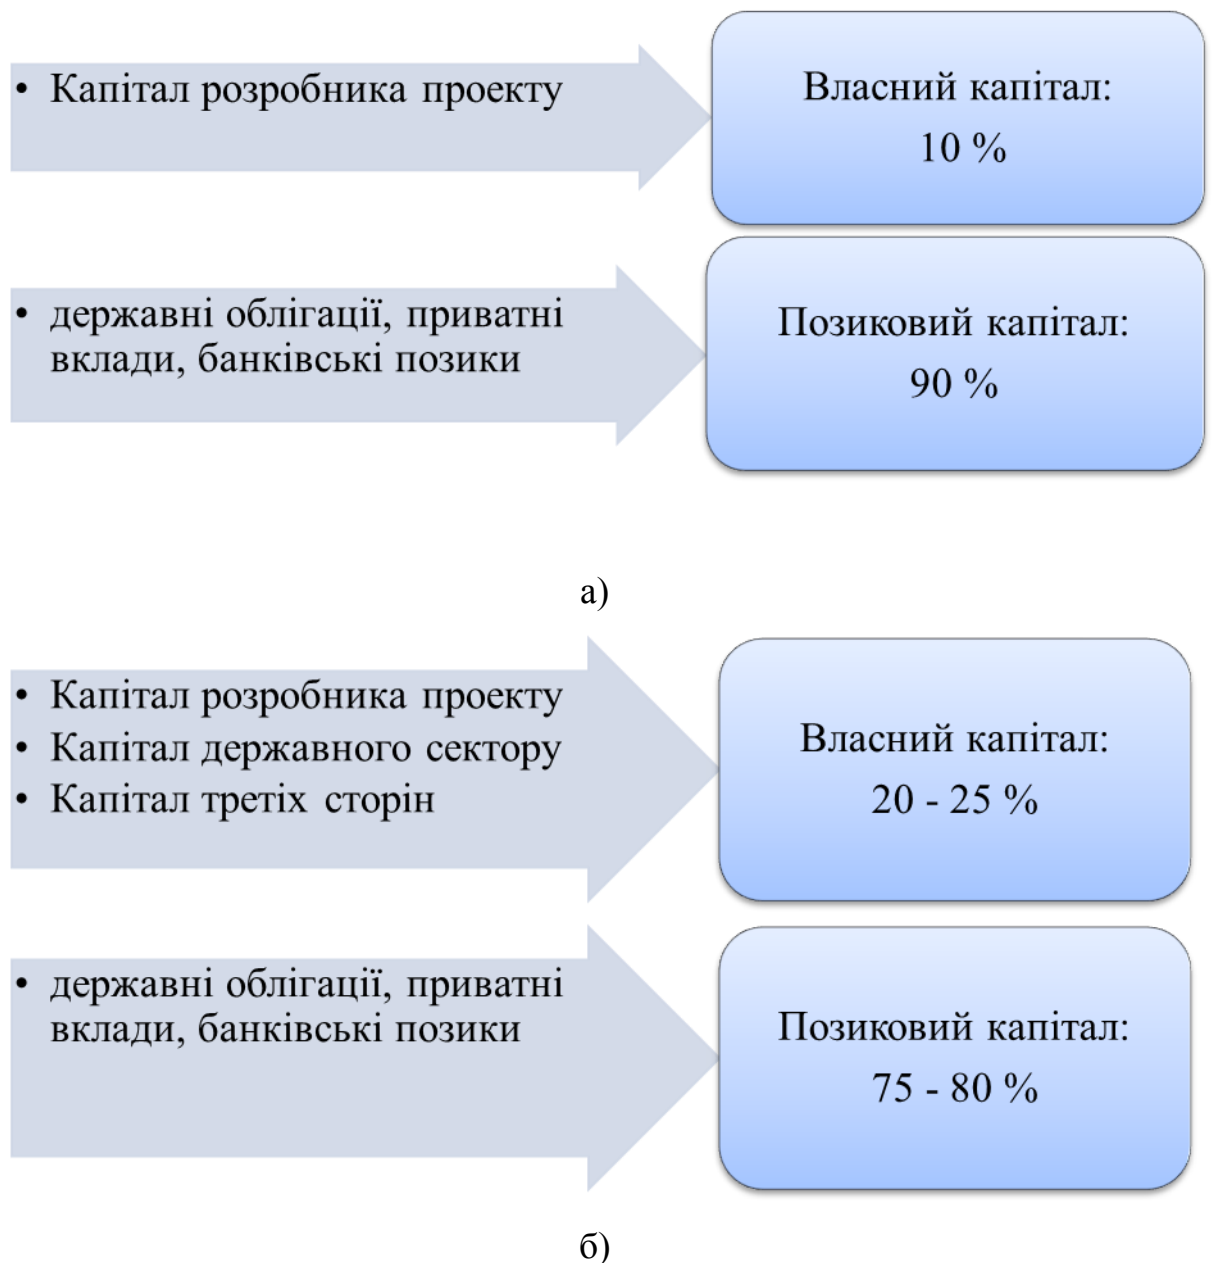 • Капітал розробника проекту
Власний капітал:
10 %
• державні облігації, приватні
вклади, банківські позики
Позиковий капітал:
90 %
а)
• Капітал розробника проекту
• Капітал державного сектору
• Капітал третіх сторін
Власний капітал:
20 - 25 %
• державні облігації, приватні
вклади, банківські позики
Позиковий капітал:
75 - 80 %
б)